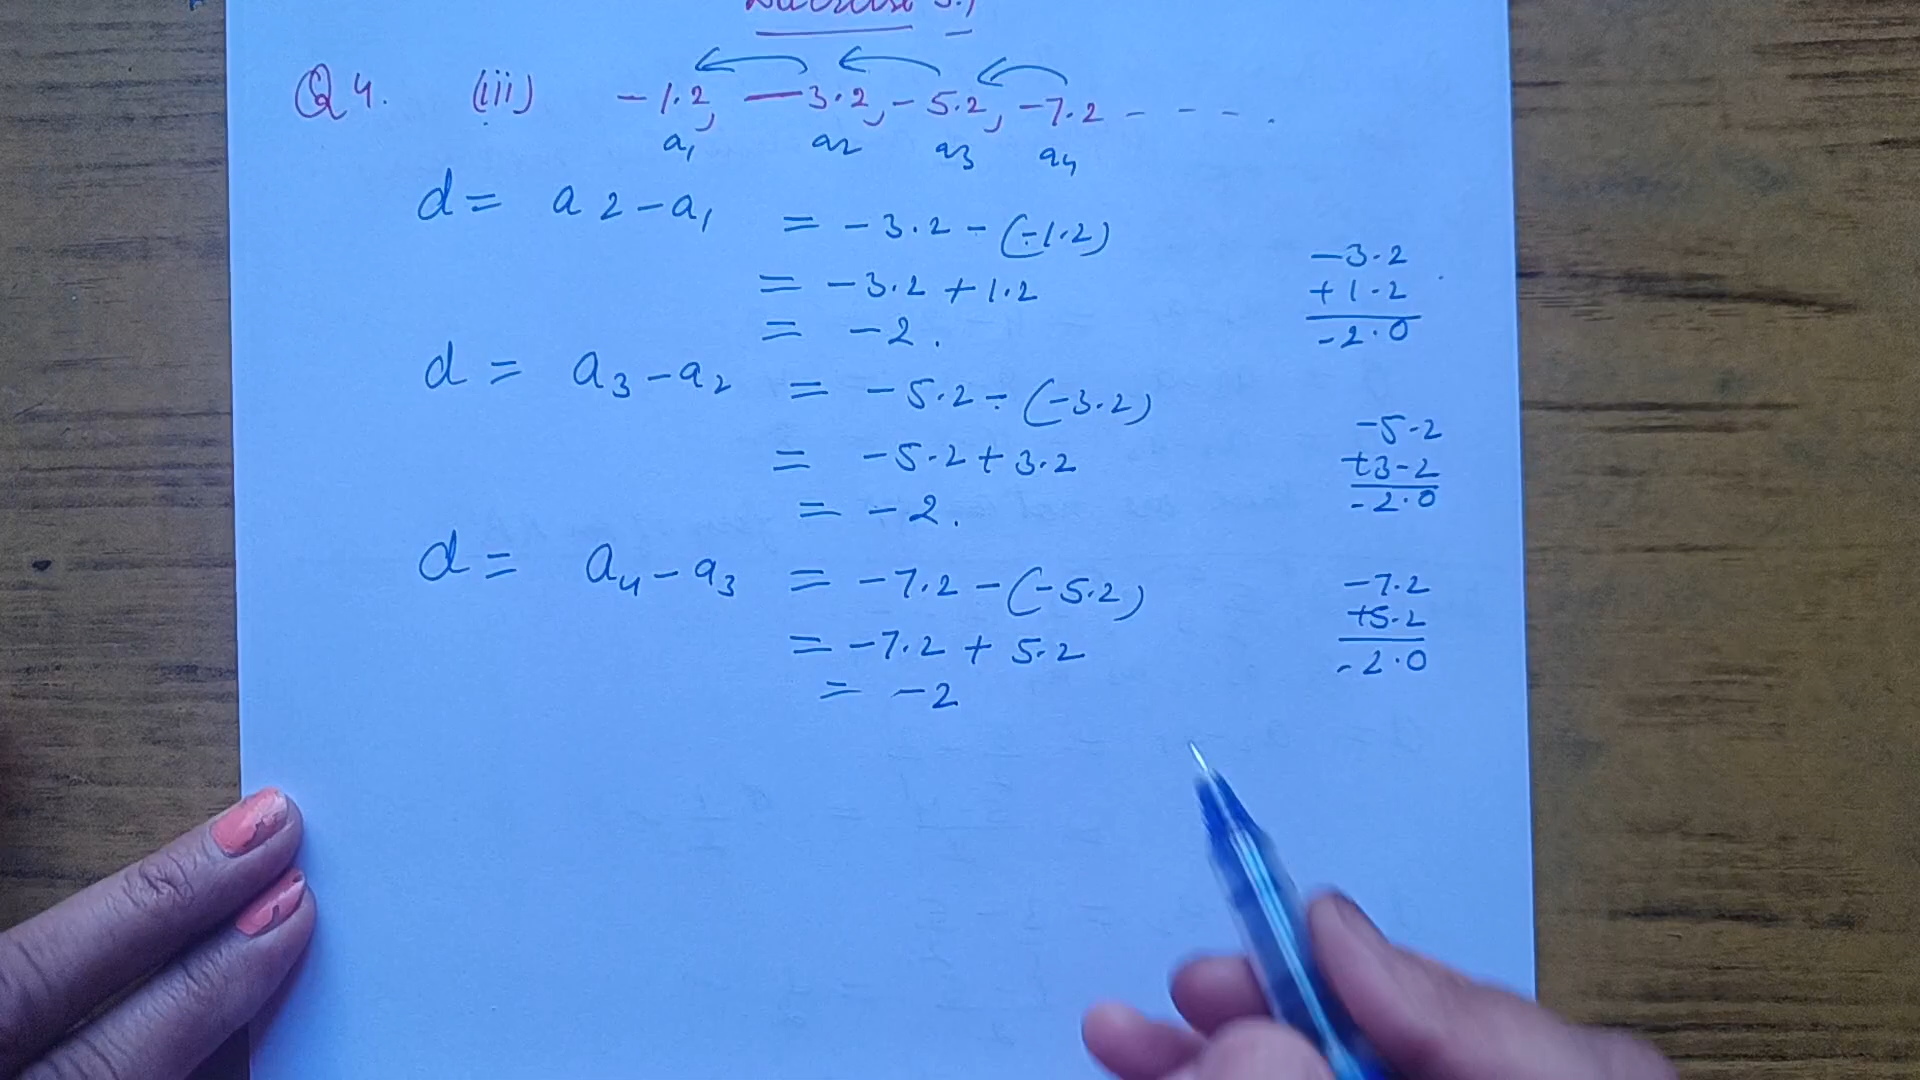 Exercise 5.1
Q4. (iii) -1.2, -3.2, -5.2, -7.2 - - - .
a1 a2 a3 a4
d = a2 - a1 = -3.2 - (-1.2)
= -3.2 + 1.2
= -2.
-3.2
+1.2
-2.0
d = a3 - a2 = -5.2 - (-3.2)
= -5.2 + 3.2
= -2.
-5.2
+3.2
-2.0
d = a4 - a3 = -7.2 - (-5.2)
= -7.2 + 5.2
= -2
-7.2
+5.2
-2.0